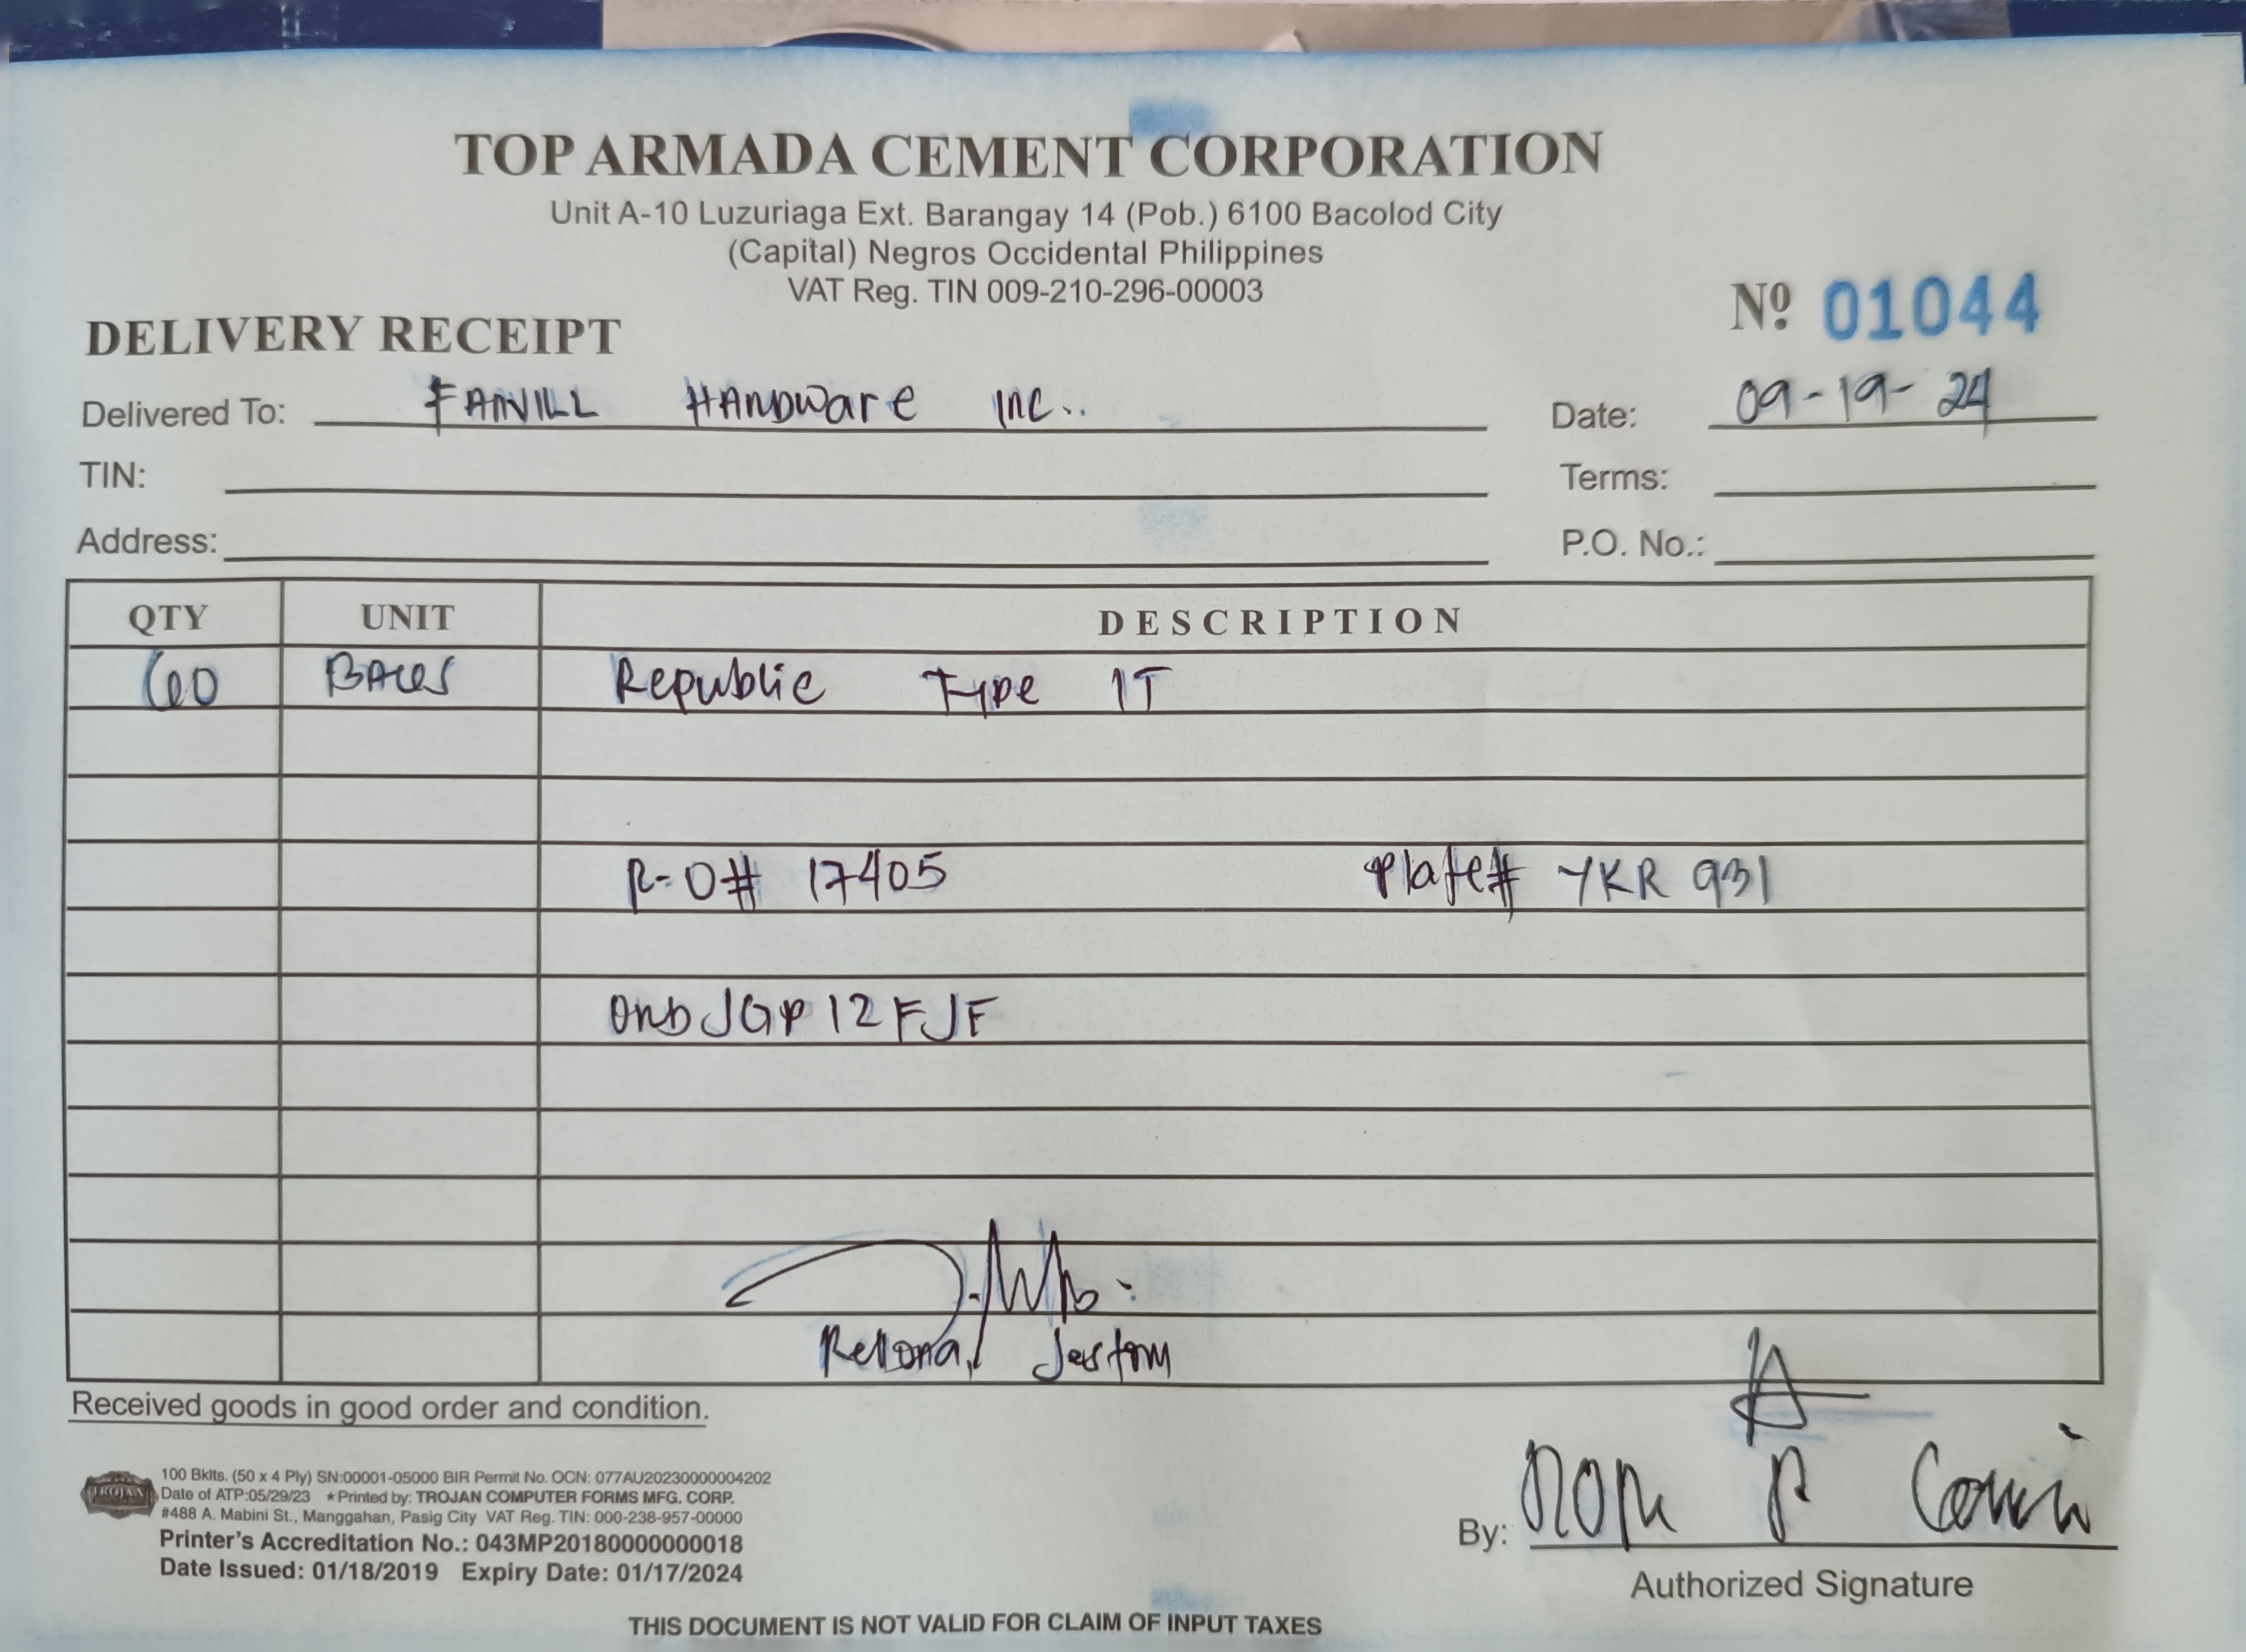 TOP ARMADA CEMENT CORPORATION
Unit A-10 Luzuriaga Ext. Barangay 14 (Pob.) 6100 Bacolod City
(Capital) Negros Occidental Philippines
VAT Reg. TIN 009-210-296-00003
DELIVERY RECEIPT Nº 01044
Delivered To: FANVILL HANDWare Inc.. Date: 09-19-24
TIN: Terms:
Address: P.O. No.:
QTY UNIT DESCRIPTION
60 BAGS Republic Type 1T
R-O# 17405 Plate# YKR 931
OnbJGP12FJF
Jastom
Received goods in good order and condition.
TROJAN
100 Bklts. (50 x 4 Ply) SN:00001-05000 BIR Permit No. OCN: 077AU20230000004202
Date of ATP:05/29/23 ★Printed by: TROJAN COMPUTER FORMS MFG. CORP.
#488 A. Mabini St., Manggahan, Pasig City VAT Reg. TIN: 000-238-957-00000
Printer's Accreditation No.: 043MP20180000000018
Date Issued: 01/18/2019 Expiry Date: 01/17/2024
By:
Authorized Signature
THIS DOCUMENT IS NOT VALID FOR CLAIM OF INPUT TAXES